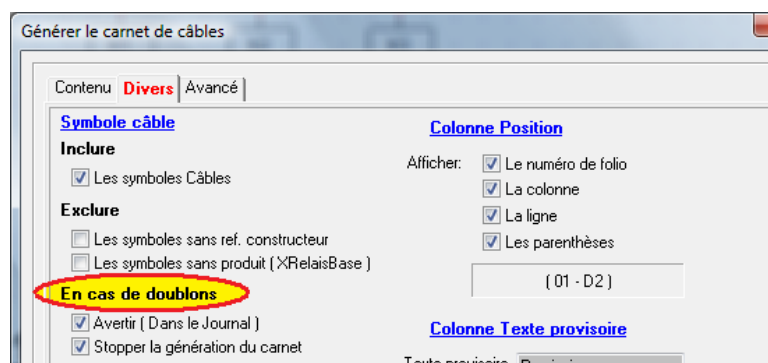 Générer le carnet de câbles
Contenu Divers Avancé
Symbole câble
Inclure
Les symboles Câbles
Exclure
Les symboles sans ref. constructeur
Les symboles sans produit ( XRelaisBase )
En cas de doublons
Avertir ( Dans le Journal )
Stopper la génération du carnet
Colonne Position
Afficher: Le numéro de folio
La colonne
La ligne
Les parenthèses
( 01 - D2 )
Colonne Texte provisoire